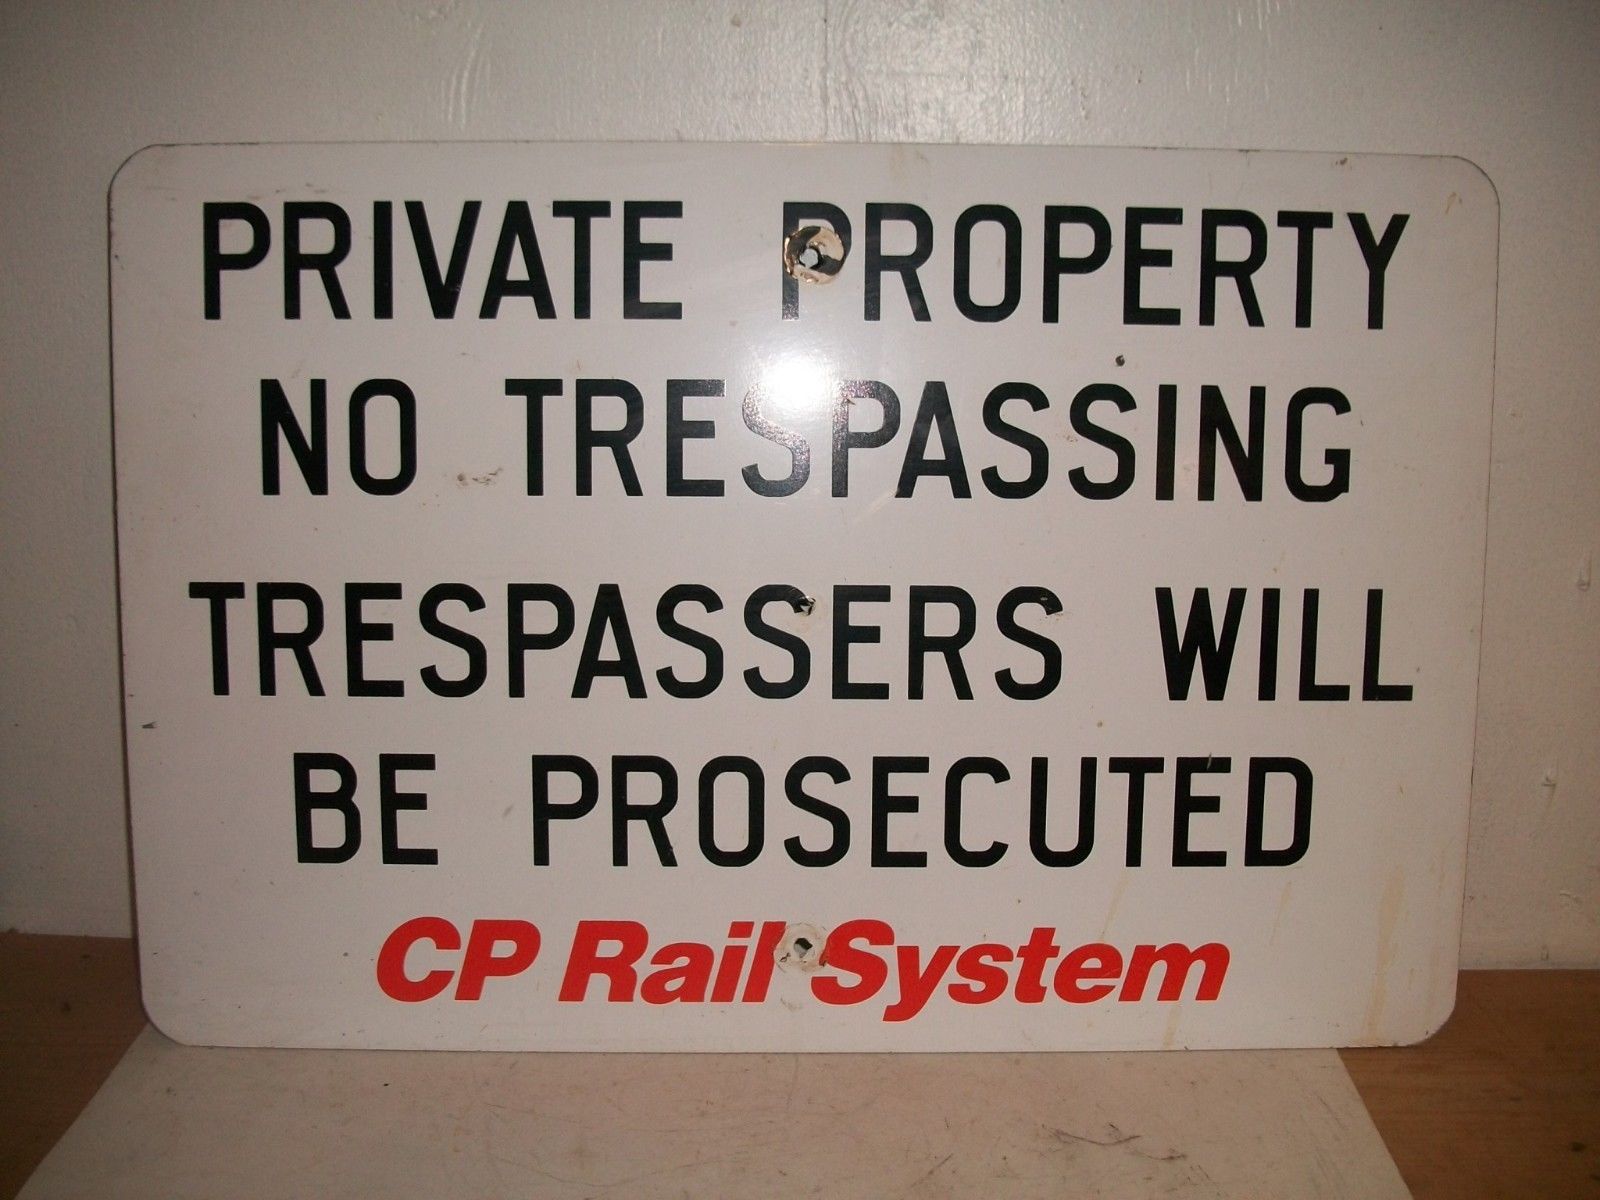 PRIVATE PROPERTY
NO TRESPASSING
TRESPASSERS WILL
BE PROSECUTED
CP Rail System